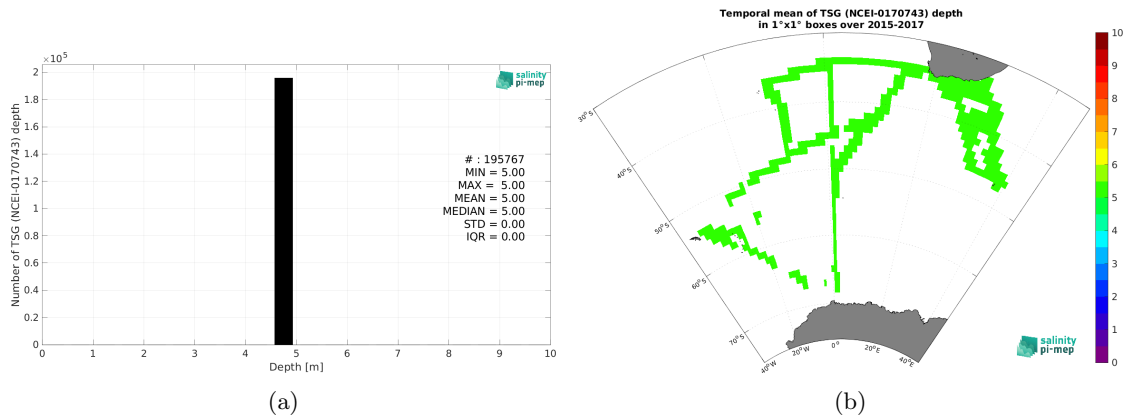 ×10⁵
2
1.8
1.6
1.4
1.2
1
0.8
0.6
0.4
0.2
0
0 1 2 3 4 5 6 7 8 9 10
Number of TSG (NCEI-0170743) depth
Depth [m]
salinity
pi-mep
# : 195767
MIN = 5.00
MAX = 5.00
MEAN = 5.00
MEDIAN = 5.00
STD = 0.00
IQR = 0.00
(a)
Temporal mean of TSG (NCEI-0170743) depth
in 1°x1° boxes over 2015-2017
30°S
40°S
50°S
60°S
70°S
40°W
20°W
0°
20°E
40°E
10
9
8
7
6
5
4
3
2
1
0
salinity
pi-mep
(b)